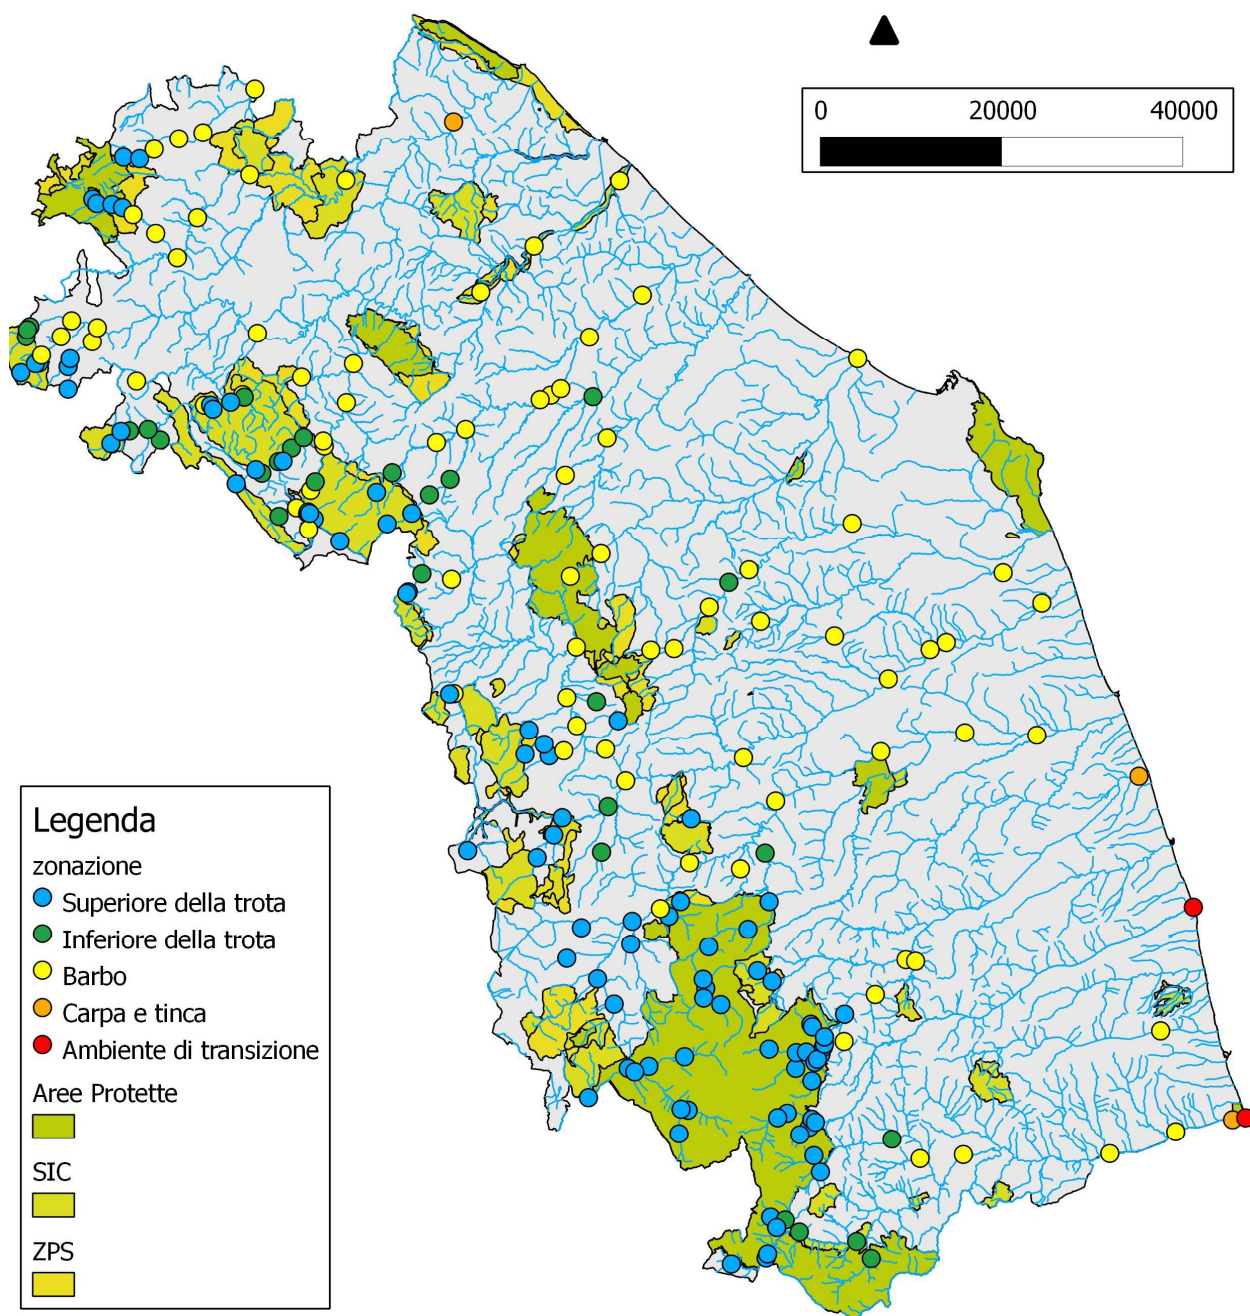 0 20000 40000
Legenda
zonazione
Superiore della trota
Inferiore della trota
Barbo
Carpa e tinca
Ambiente di transizione
Aree Protette
SIC
ZPS